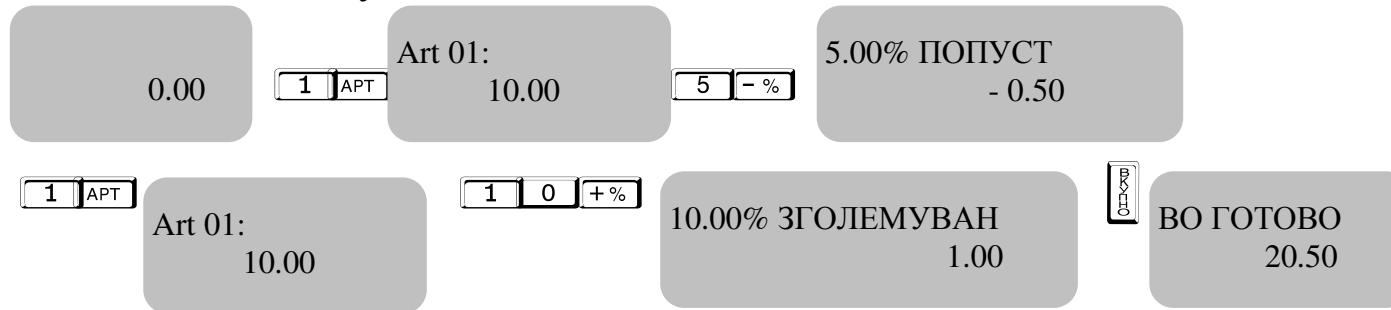 0.00
1 АРТ
Art 01:
10.00
5 -%
5.00% ПОПУСТ
- 0.50
1 АРТ
Art 01:
10.00
1 0 +%
10.00% ЗГОЛЕМУВАН
1.00
ВКУПНО
ВО ГОТОВО
20.50